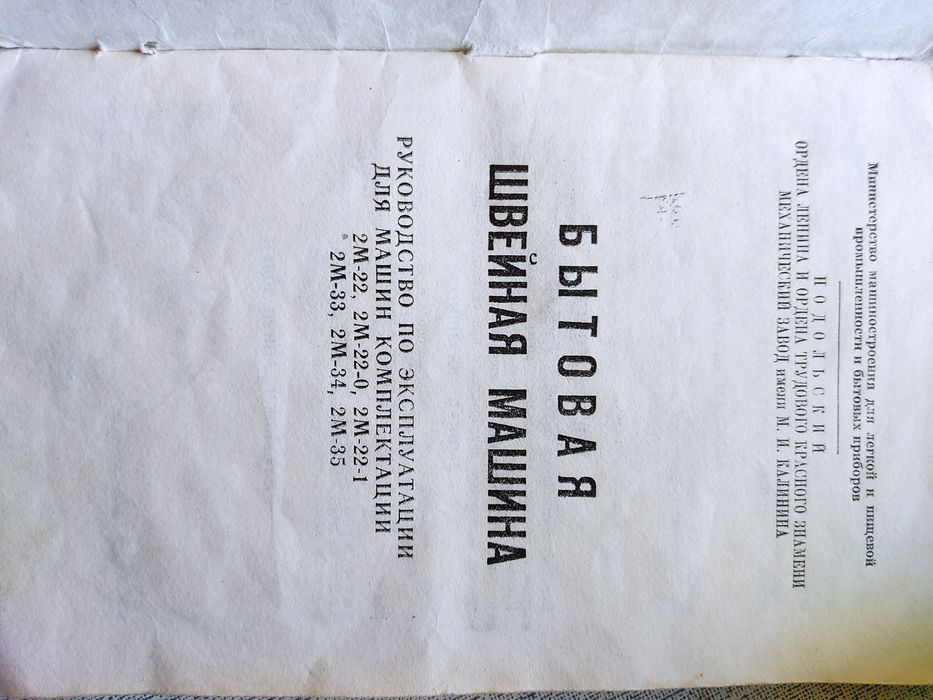 Министерство машиностроения для легкой и пищевой
промышленности и бытовых приборов
ПОДОЛЬСКИЙ
ОРДЕНА ЛЕНИНА И ОРДЕНА ТРУДОВОГО КРАСНОГО ЗНАМЕНИ
МЕХАНИЧЕСКИЙ ЗАВОД имени М. И. КАЛИНИНА
БЫТОВАЯ
ШВЕЙНАЯ МАШИНА
РУКОВОДСТВО ПО ЭКСПЛУАТАЦИИ
ДЛЯ МАШИН КОМПЛЕКТАЦИИ
2М-22, 2М-22-0, 2М-22-1
2М-33, 2М-34, 2М-35